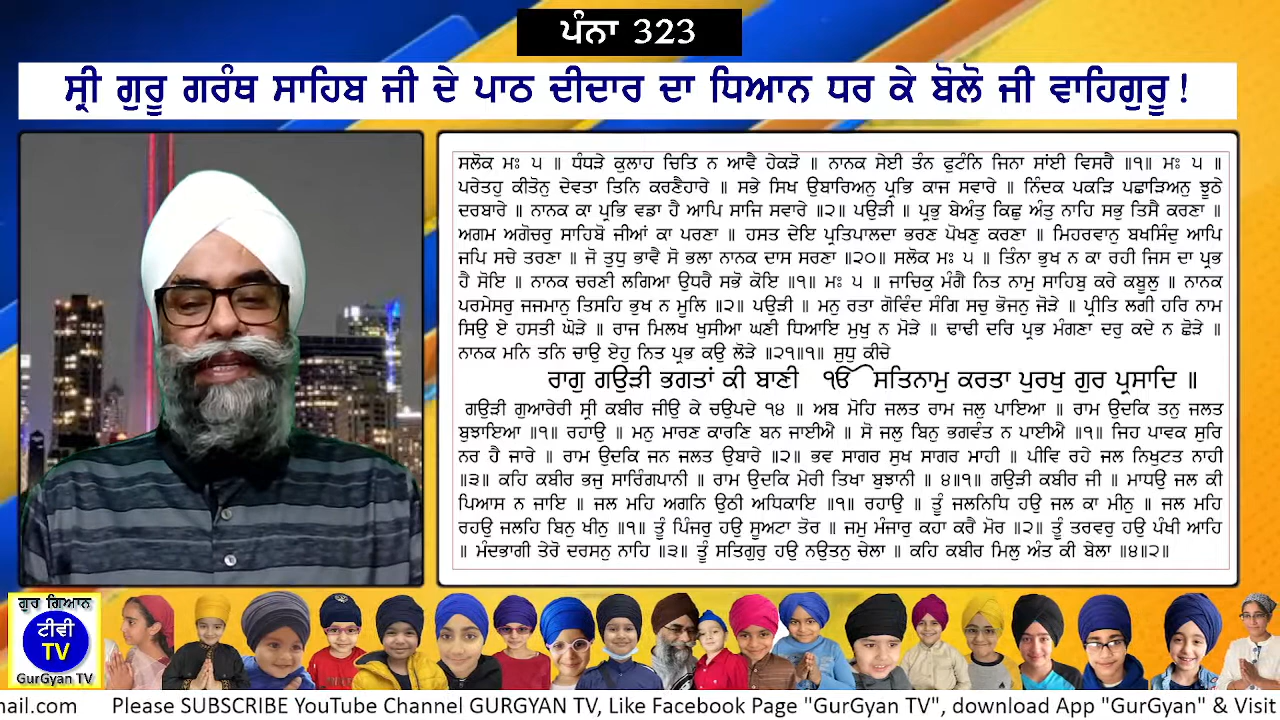 ਪੰਨਾ 323
ਸ੍ਰੀ ਗੁਰੂ ਗਰੰਥ ਸਾਹਿਬ ਜੀ ਦੇ ਪਾਠ ਦੀਦਾਰ ਦਾ ਧਿਆਨ ਧਰ ਕੇ ਬੋਲੋ ਜੀ ਵਾਹਿਗੁਰੂ !
ਸਲੋਕ ਮਃ ੫ ॥ ਧੰਧੜੇ ਕੁਲਾਹ ਚਿਤਿ ਨ ਆਵੈ ਹੇਕੜੋ ॥ ਨਾਨਕ ਸੇਈ ਤੰਨ ਫੁਟੰਨਿ ਜਿਨਾ ਸਾਂਈ ਵਿਸਰੈ ॥੧॥ ਮਃ ੫ ॥
ਪਰੇਤਹੁ ਕੀਤੋਨੁ ਦੇਵਤਾ ਤਿਨਿ ਕਰਣੈਹਾਰੇ ॥ ਸਭੇ ਸਿਖ ਉਬਾਰਿਅਨੁ ਪ੍ਰਭਿ ਕਾਜ ਸਵਾਰੇ ॥ ਨਿੰਦਕ ਪਕੜਿ ਪਛਾੜਿਅਨੁ ਝੂਠੇ
ਦਰਬਾਰੇ ॥ ਨਾਨਕ ਕਾ ਪ੍ਰਭਿ ਵਡਾ ਹੈ ਆਪਿ ਸਾਜਿ ਸਵਾਰੇ ॥੨॥ ਪਉੜੀ ॥ ਪ੍ਰਭੁ ਬੇਅੰਤੁ ਕਿਛੁ ਅੰਤੁ ਨਾਹਿ ਸਭੁ ਤਿਸੈ ਕਰਣਾ ॥
ਅਗਮ ਅਗੋਚਰੁ ਸਾਹਿਬੋ ਜੀਆਂ ਕਾ ਪਰਣਾ ॥ ਹਸਤ ਦੇਇ ਪ੍ਰਤਿਪਾਲਦਾ ਭਰਣ ਪੋਖਣੁ ਕਰਣਾ ॥ ਮਿਹਰਵਾਨੁ ਬਖਸਿੰਦੁ ਆਪਿ
ਜਪਿ ਸਚੇ ਤਰਣਾ ॥ ਜੋ ਤੁਧੁ ਭਾਵੈ ਸੋ ਭਲਾ ਨਾਨਕ ਦਾਸ ਸਰਣਾ ॥੨੦॥ ਸਲੋਕ ਮਃ ੫ ॥ ਤਿੰਨਾ ਭੁਖ ਨ ਕਾ ਰਹੀ ਜਿਸ ਦਾ ਪ੍ਰਭ
ਹੈ ਸੋਇ ॥ ਨਾਨਕ ਚਰਣੀ ਲਗਿਆ ਉਧਰੈ ਸਭੋ ਕੋਇ ॥੧॥ ਮਃ ੫ ॥ ਜਾਚਿਕੁ ਮੰਗੈ ਨਿਤ ਨਾਮੁ ਸਾਹਿਬੁ ਕਰੇ ਕਬੂਲੁ ॥ ਨਾਨਕ
ਪਰਮੇਸਰੁ ਜਜਮਾਨੁ ਤਿਸਹਿ ਭੁਖ ਨ ਮੂਲਿ ॥੨॥ ਪਉੜੀ ॥ ਮਨੁ ਰਤਾ ਗੋਵਿੰਦ ਸੰਗਿ ਸਚੁ ਭੋਜਨੁ ਜੋੜੇ ॥ ਪ੍ਰੀਤਿ ਲਗੀ ਹਰਿ ਨਾਮ
ਸਿਉ ਏ ਹਸਤੀ ਘੋੜੇ ॥ ਰਾਜ ਮਿਲਖ ਖੁਸੀਆ ਘਣੀ ਧਿਆਇ ਮੁਖੁ ਨ ਮੋੜੇ ॥ ਢਾਢੀ ਦਰਿ ਪ੍ਰਭ ਮੰਗਣਾ ਦਰੁ ਕਦੇ ਨ ਛੋੜੇ ॥
ਨਾਨਕ ਮਨਿ ਤਨਿ ਚਾਉ ਏਹੁ ਨਿਤ ਪ੍ਰਭ ਕਉ ਲੋੜੇ ॥੨੧॥੧॥ ਸੁਧੁ ਕੀਚੇ
ਰਾਗੁ ਗਉੜੀ ਭਗਤਾਂ ਕੀ ਬਾਣੀ ੴ ਸਤਿਨਾਮੁ ਕਰਤਾ ਪੁਰਖੁ ਗੁਰ ਪ੍ਰਸਾਦਿ ॥
ਗਉੜੀ ਗੁਆਰੇਰੀ ਸ੍ਰੀ ਕਬੀਰ ਜੀਉ ਕੇ ਚਉਪਦੇ ੧੪ ॥ ਅਬ ਮੋਹਿ ਜਲਤ ਰਾਮ ਜਲੁ ਪਾਇਆ ॥ ਰਾਮ ਉਦਕਿ ਤਨੁ ਜਲਤ
ਬੁਝਾਇਆ ॥੧॥ ਰਹਾਉ ॥ ਮਨੁ ਮਾਰਣ ਕਾਰਣਿ ਬਨ ਜਾਈਐ ॥ ਸੋ ਜਲੁ ਬਿਨੁ ਭਗਵੰਤ ਨ ਪਾਈਐ ॥੧॥ ਜਿਹ ਪਾਵਕ ਸੁਰਿ
ਨਰ ਹੈ ਜਾਰੇ ॥ ਰਾਮ ਉਦਕਿ ਜਨ ਜਲਤ ਉਬਾਰੇ ॥੨॥ ਭਵ ਸਾਗਰ ਸੁਖ ਸਾਗਰ ਮਾਹੀ ॥ ਪੀਵਿ ਰਹੇ ਜਲ ਨਿਖੁਟਤ ਨਾਹੀ
॥੩॥ ਕਹਿ ਕਬੀਰ ਭਜੁ ਸਾਰਿੰਗਪਾਨੀ ॥ ਰਾਮ ਉਦਕਿ ਮੇਰੀ ਤਿਖਾ ਬੁਝਾਨੀ ॥ ੪॥੧॥ ਗਉੜੀ ਕਬੀਰ ਜੀ ॥ ਮਾਧਉ ਜਲ ਕੀ
ਪਿਆਸ ਨ ਜਾਇ ॥ ਜਲ ਮਹਿ ਅਗਨਿ ਉਠੀ ਅਧਿਕਾਇ ॥੧॥ ਰਹਾਉ ॥ ਤੂੰ ਜਲਨਿਧਿ ਹਉ ਜਲ ਕਾ ਮੀਨੁ ॥ ਜਲ ਮਹਿ
ਰਹਉ ਜਲਹਿ ਬਿਨੁ ਖੀਨੁ ॥੧॥ ਤੂੰ ਪਿੰਜਰੁ ਹਉ ਸੂਅਟਾ ਤੋਰ ॥ ਜਮੁ ਮੰਜਾਰੁ ਕਹਾ ਕਰੈ ਮੋਰ ॥੨॥ ਤੂੰ ਤਰਵਰੁ ਹਉ ਪੰਖੀ ਆਹਿ
॥ ਮੰਦਭਾਗੀ ਤੇਰੋ ਦਰਸਨੁ ਨਾਹਿ ॥੩॥ ਤੂੰ ਸਤਿਗੁਰੁ ਹਉ ਨਉਤਨੁ ਚੇਲਾ ॥ ਕਹਿ ਕਬੀਰ ਮਿਲੁ ਅੰਤ ਕੀ ਬੇਲਾ ॥੪॥੨॥
ਗੁਰ ਗਿਆਨ
ਟੀਵੀ
TV
GurGyan TV
nail.com Please SUBSCRIBE YouTube Channel GURGYAN TV, Like Facebook Page "GurGyan TV", download App "GurGyan" & Visit